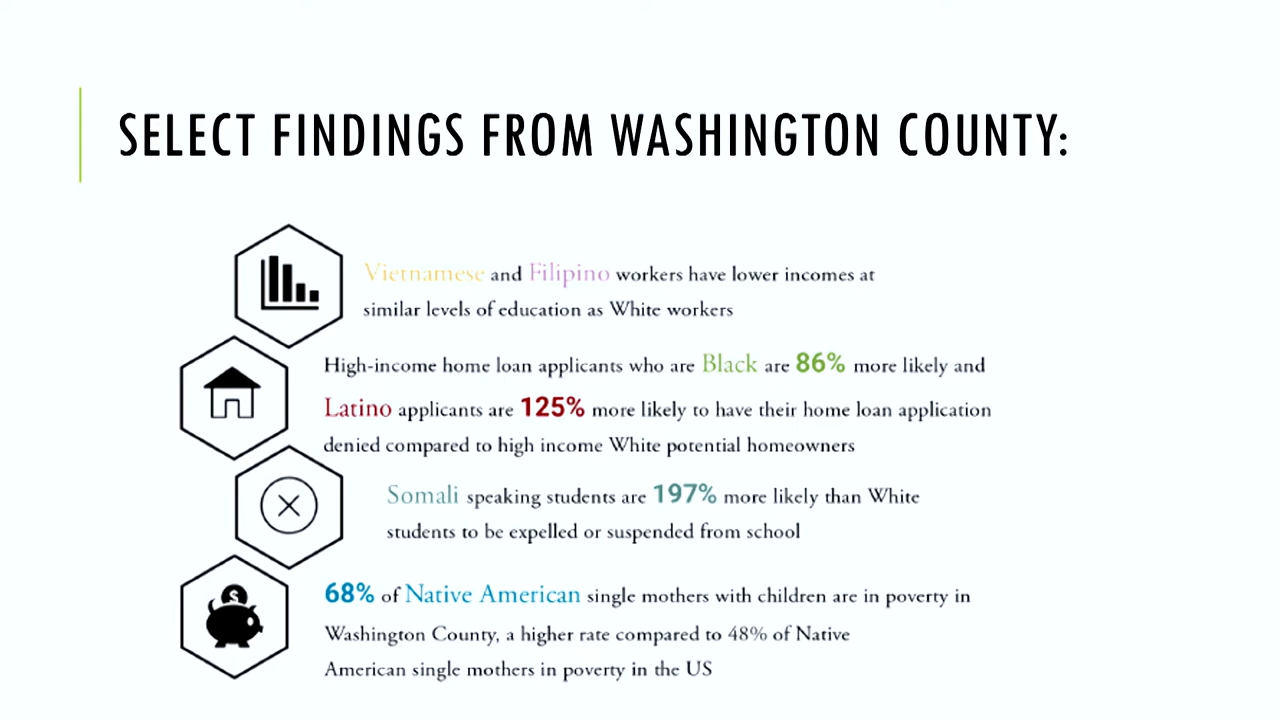 SELECT FINDINGS FROM WASHINGTON COUNTY:
Vietnamese and Filipino workers have lower incomes at
similar levels of education as White workers
High-income home loan applicants who are Black are 86% more likely and
Latino applicants are 125% more likely to have their home loan application
denied compared to high income White potential homeowners
Somali speaking students are 197% more likely than White
students to be expelled or suspended from school
68% of Native American single mothers with children are in poverty in
Washington County, a higher rate compared to 48% of Native
American single mothers in poverty in the US